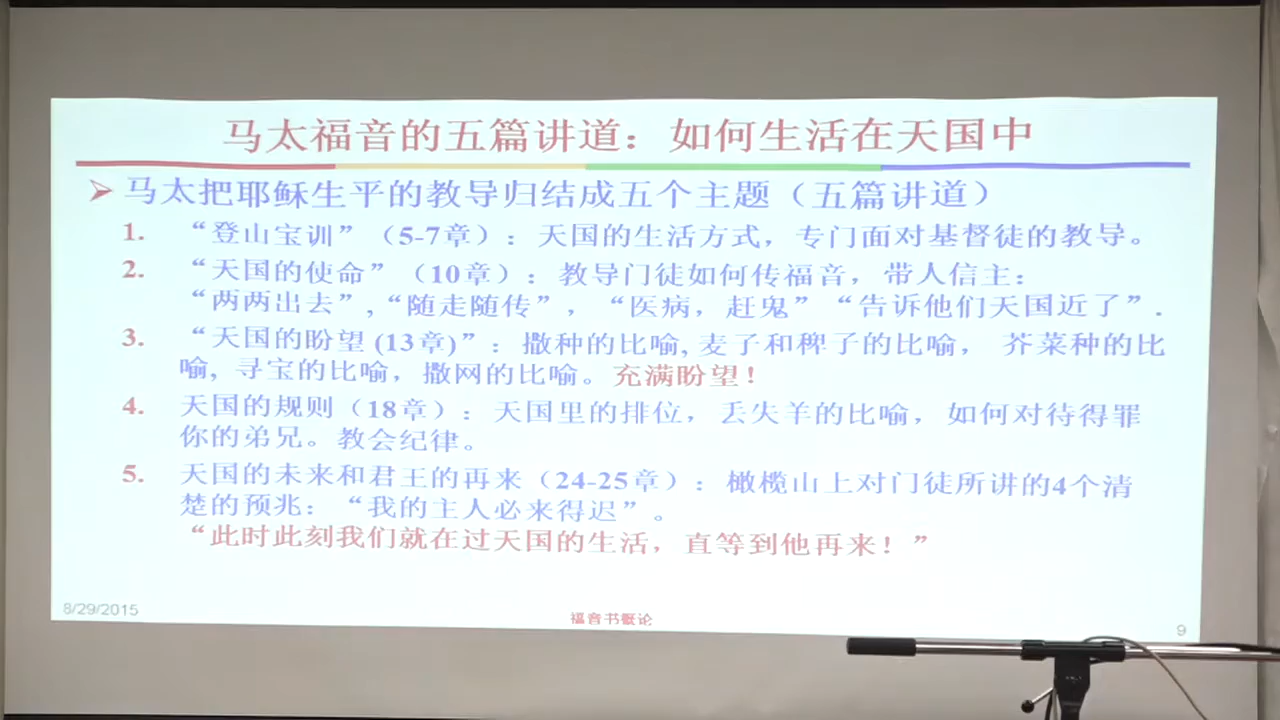 马太福音的五篇讲道：如何生活在天国中
马太把耶稣生平的教导归结成五个主题（五篇讲道）
1. “登山宝训”（5-7章）：天国的生活方式，专门面对基督徒的教导。
2. “天国的使命”（10章）：教导门徒如何传福音，带人信主：
“两两出去”, “随走随传”， “医病，赶鬼” “告诉他们天国近了”.
3. “天国的盼望 (13章)”：撒种的比喻, 麦子和稗子的比喻， 芥菜种的比
喻, 寻宝的比喻，撒网的比喻。充满盼望！
4. 天国的规则（18章）：天国里的排位，丢失羊的比喻，如何对待得罪
你的弟兄。教会纪律。
5. 天国的未来和君王的再来（24-25章）：橄榄山上对门徒所讲的4个清
楚的预兆：“我的主人必来得迟”。
“此时此刻我们就在过天国的生活，直等到他再来！”
8/29/2015
福音书概论
9